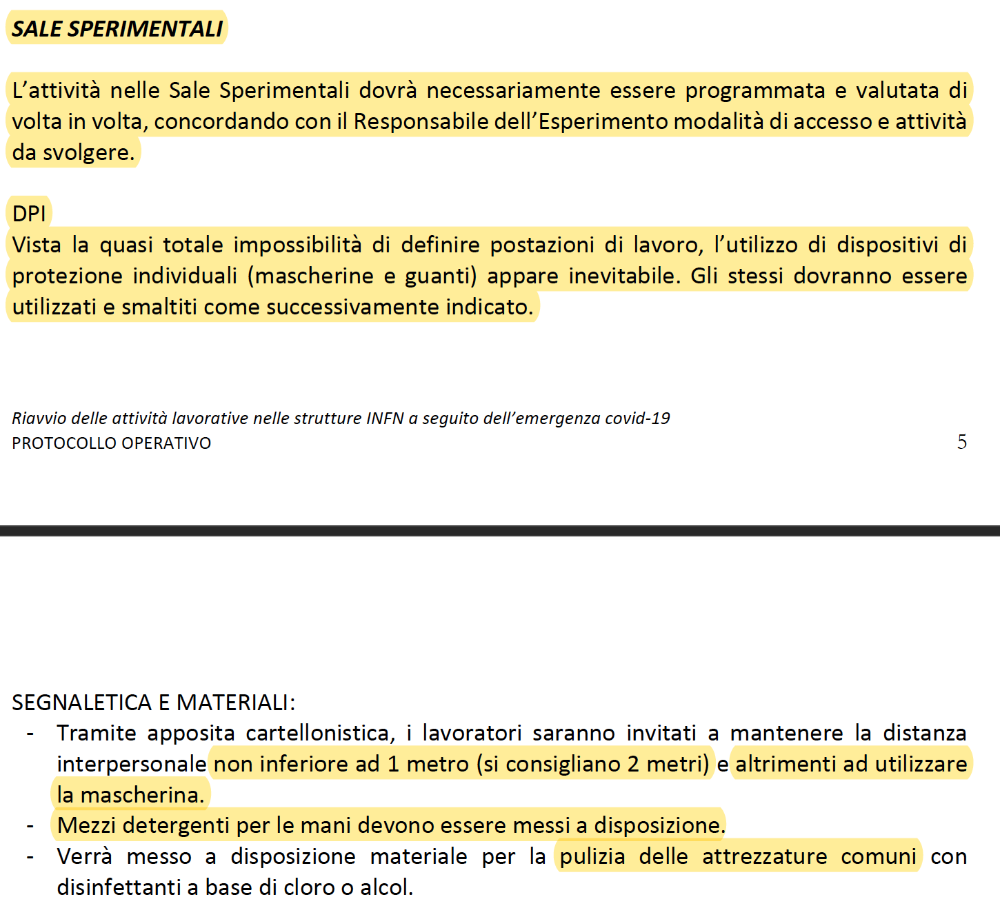 SALE SPERIMENTALI
L’attività nelle Sale Sperimentali dovrà necessariamente essere programmata e valutata di
volta in volta, concordando con il Responsabile dell’Esperimento modalità di accesso e attività
da svolgere.
DPI
Vista la quasi totale impossibilità di definire postazioni di lavoro, l’utilizzo di dispositivi di
protezione individuali (mascherine e guanti) appare inevitabile. Gli stessi dovranno essere
utilizzati e smaltiti come successivamente indicato.
Riavvio delle attività lavorative nelle strutture INFN a seguito dell’emergenza covid-19
PROTOCOLLO OPERATIVO 5
SEGNALETICA E MATERIALI:
- Tramite apposita cartellonistica, i lavoratori saranno invitati a mantenere la distanza
interpersonale non inferiore ad 1 metro (si consigliano 2 metri) e altrimenti ad utilizzare
la mascherina.
- Mezzi detergenti per le mani devono essere messi a disposizione.
- Verrà messo a disposizione materiale per la pulizia delle attrezzature comuni con
disinfettanti a base di cloro o alcol.